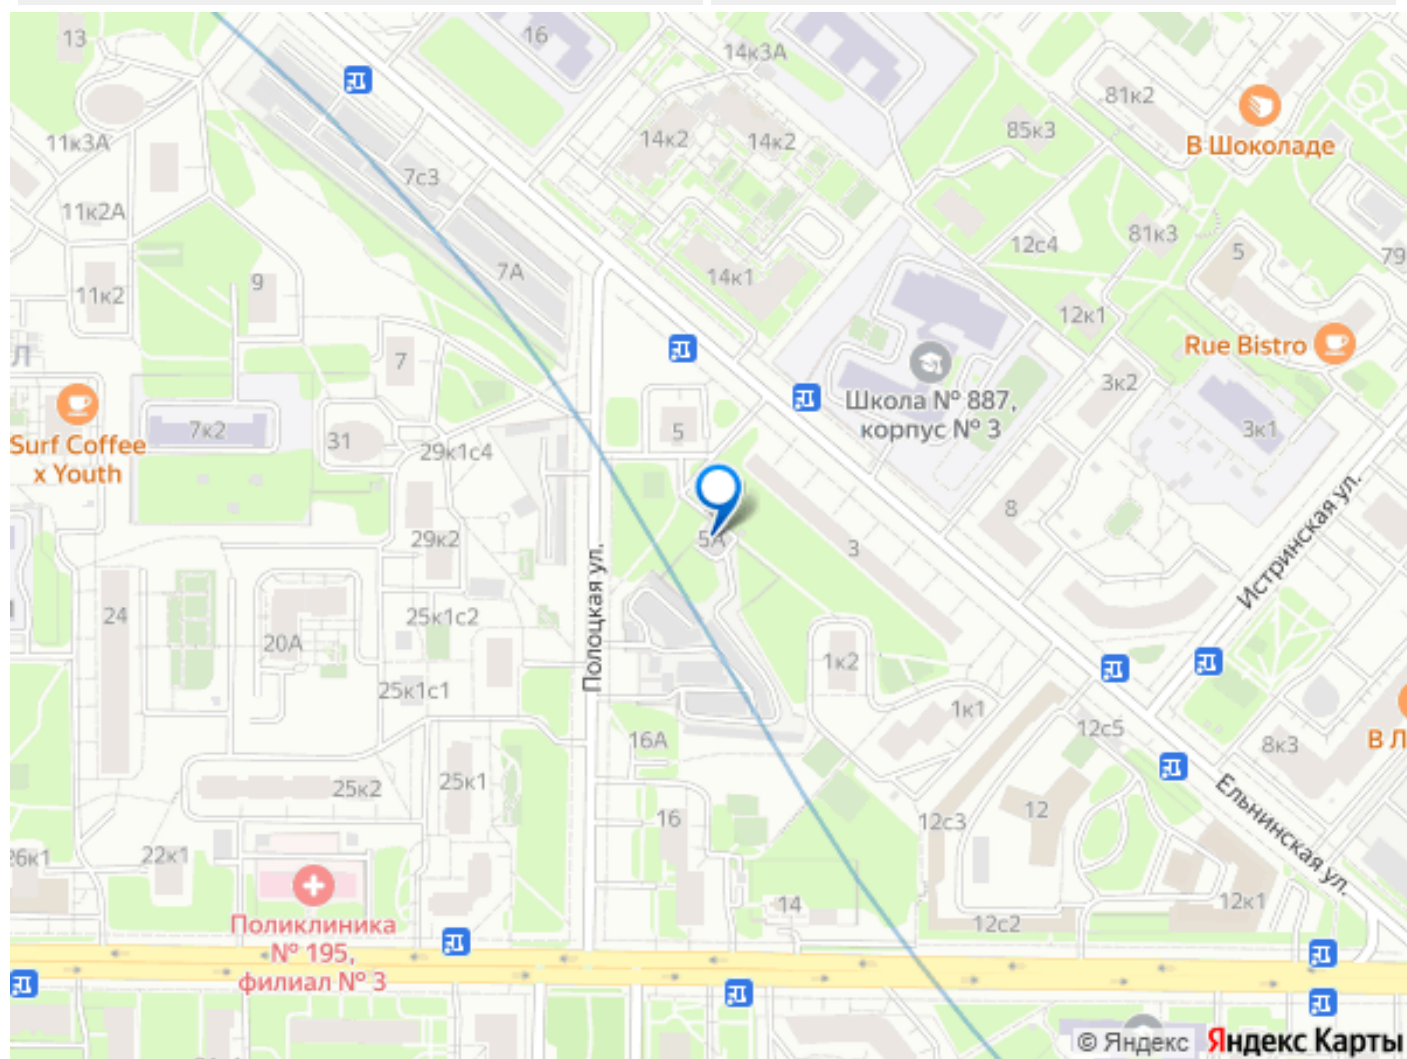 13
16
14к3А
81к2
В Шоколаде
85к3
14к2
14к2
11к3А
7с3
11к2А
12с4
81к3
5
79
7А
14к1
9
11к2
12к1
Л
7
Rue Bistro
3к2
Школа № 887,
корпус № 3
Surf Coffee
x Youth
7к2
31
29к1с4
5
3к1
8
Истринская ул.
29к2
5А
3
Полоцкая ул.
24
20А
25к1с2
1к2
25к1с1
1к1
12с5
8к3
В Л
16А
25к2
25к1
16
12с3
12
Ельнинская ул.
26к1
22к1
14
12с2
12к1
Поликлиника
№ 195,
филиал № 3
© Яндекс
Яндекс Карты